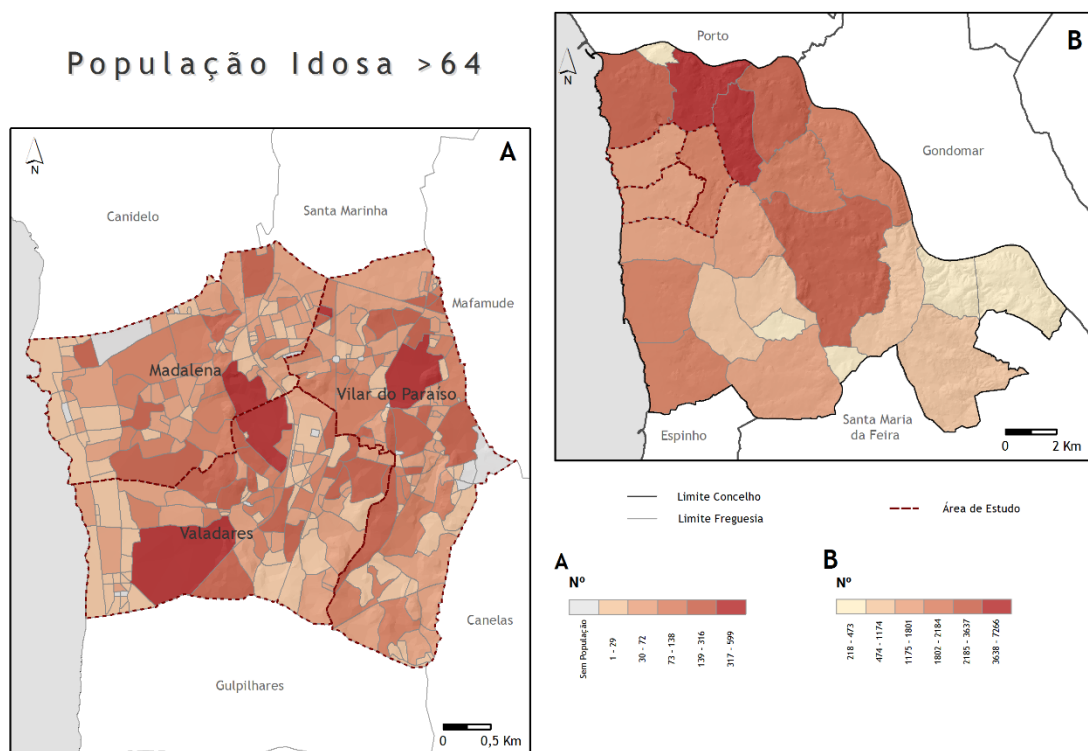 População Idosa >64
A
N
Canidelo
Santa Marinha
Mafamude
Madalena
Vilar do Paraíso
Valadares
Canelas
Gulpilhares
0 0,5 Km
B
N
Porto
Gondomar
Espinho
Santa Maria
da Feira
0 2 Km
Limite Concelho
Limite Freguesia
Área de Estudo
A
Nº
Sem População
1 - 29
30 - 72
73 - 138
139 - 316
317 - 599
B
Nº
218 - 473
474 - 1174
1175 - 1801
1802 - 2184
2185 - 3637
3638 - 7266